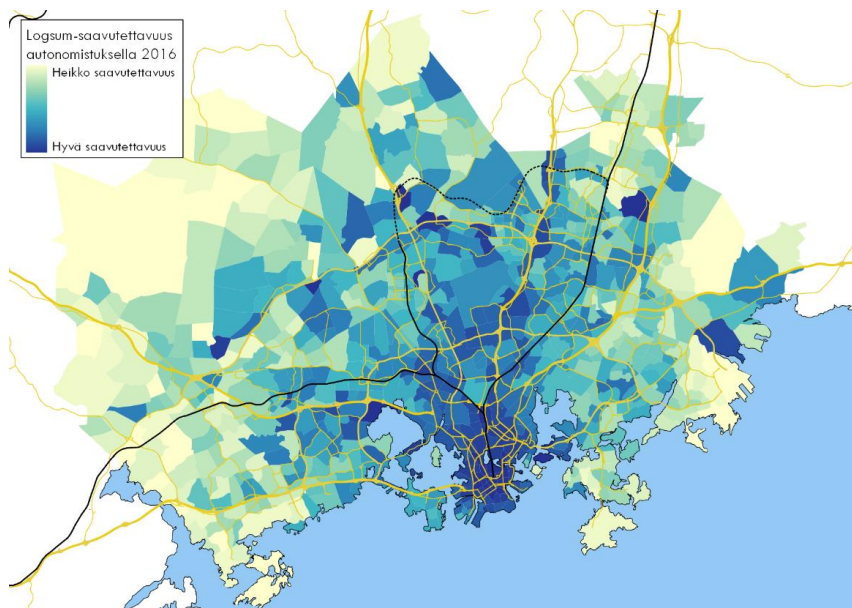 Logsum-saavutettavuus
autonomistuksella 2016
Heikko saavutettavuus
Hyvä saavutettavuus